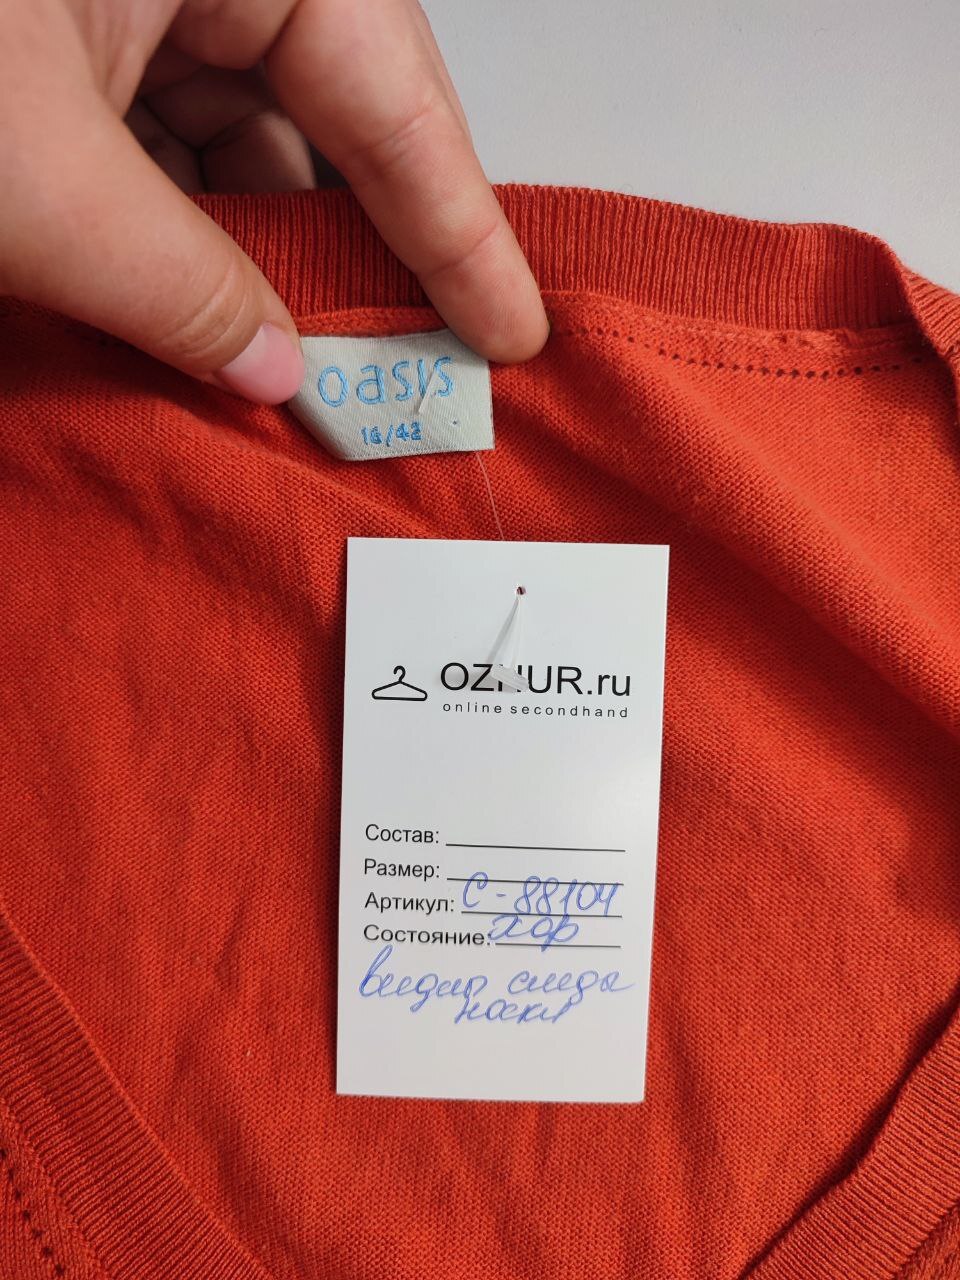 oasis
16/42
OZHUR.ru
online secondhand
Состав:
Размер:
Артикул: С-88104
Состояние: хор
видны следы
носки